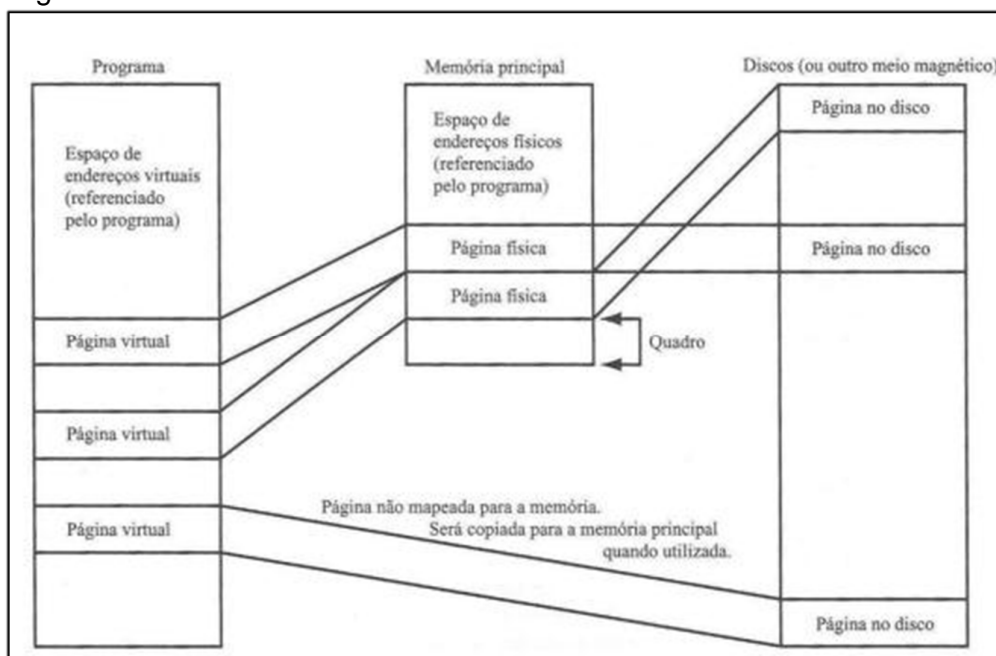 Programa
Memória principal
Discos (ou outro meio magnético)
Espaço de
endereços virtuais
(referenciado
pelo programa)
Espaço de
endereços físicos
(referenciado
pelo programa)
Página no disco
Página física
Página no disco
Página física
Página virtual
Quadro
Página virtual
Página não mapeada para a memória.
Será copiada para a memória principal
quando utilizada.
Página virtual
Página no disco